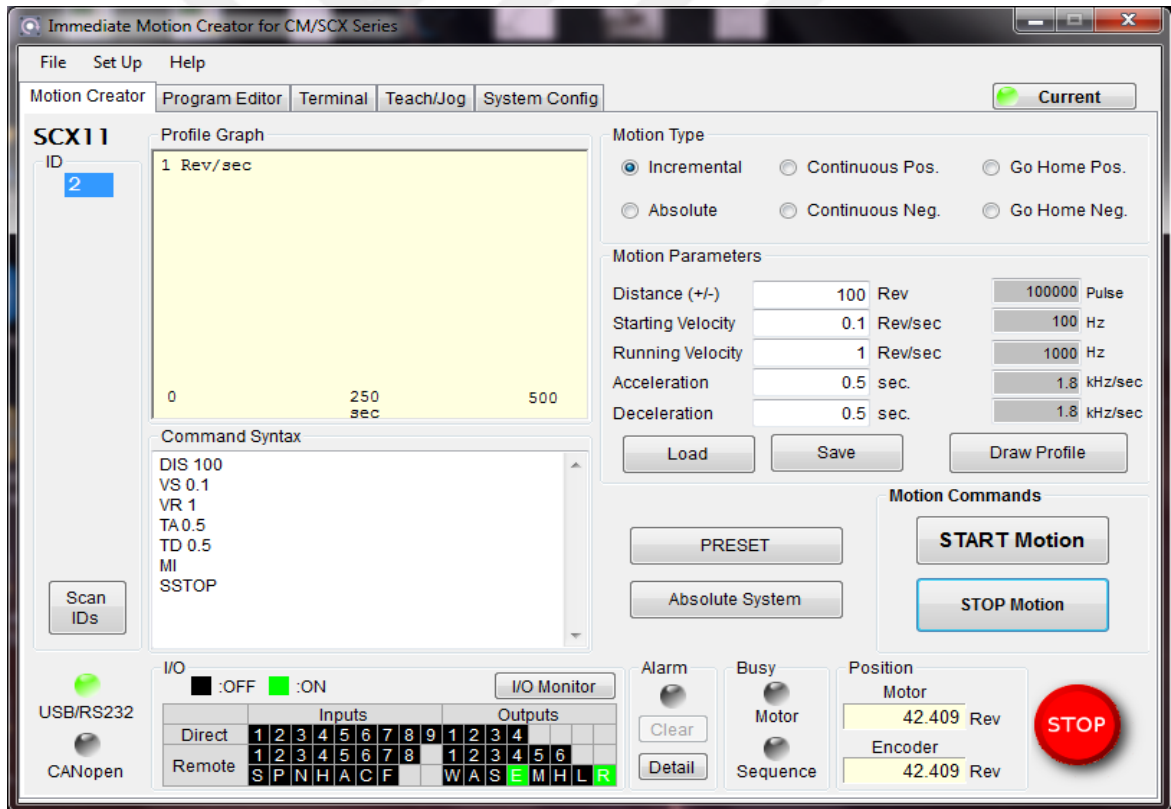 Immediate Motion Creator for CM/SCX Series
File Set Up Help
Motion Creator Program Editor Terminal Teach/Jog System Config
Current
SCX11
ID
2
Scan
IDs
Profile Graph
1 Rev/sec
0 250 500
sec
Command Syntax
DIS 100
VS 0.1
VR 1
TA 0.5
TD 0.5
MI
SSTOP
Motion Type
Incremental Continuous Pos. Go Home Pos.
Absolute Continuous Neg. Go Home Neg.
Motion Parameters
Distance (+/-) 100 Rev 100000 Pulse
Starting Velocity 0.1 Rev/sec 100 Hz
Running Velocity 1 Rev/sec 1000 Hz
Acceleration 0.5 sec. 1.8 kHz/sec
Deceleration 0.5 sec. 1.8 kHz/sec
Load Save Draw Profile
PRESET
Absolute System
Motion Commands
START Motion
STOP Motion
USB/RS232
CANopen
I/O
:OFF :ON I/O Monitor
Inputs Outputs
Direct 1 2 3 4 5 6 7 8 9 1 2 3 4
Remote 1 2 3 4 5 6 7 8 1 2 3 4 5 6
S P N H A C F W A S E M H L R
Alarm
Clear
Detail
Busy
Motor
Sequence
Position
Motor
42.409 Rev
Encoder
42.409 Rev
STOP